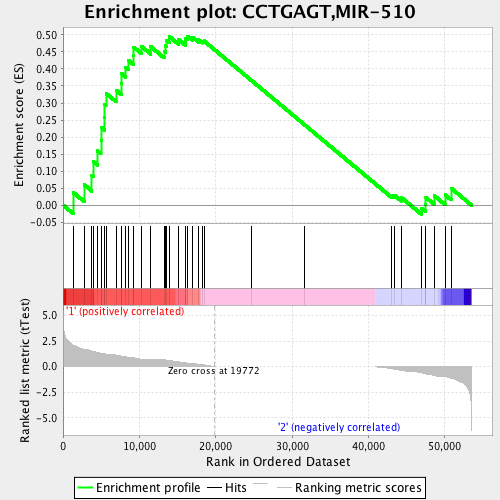 Enrichment plot: CCTGAGT,MIR-510
Enrichment score (ES)
0.50
0.45
0.40
0.35
0.30
0.25
0.20
0.15
0.10
0.05
0.00
-0.05
'1' (positively correlated)
Ranked list metric (tTest)
5.0
2.5
0.0
-2.5
-5.0
Zero cross at 19772
'2' (negatively correlated)
0
10,000
20,000
30,000
40,000
50,000
Rank in Ordered Dataset
Enrichment profile
Hits
Ranking metric scores